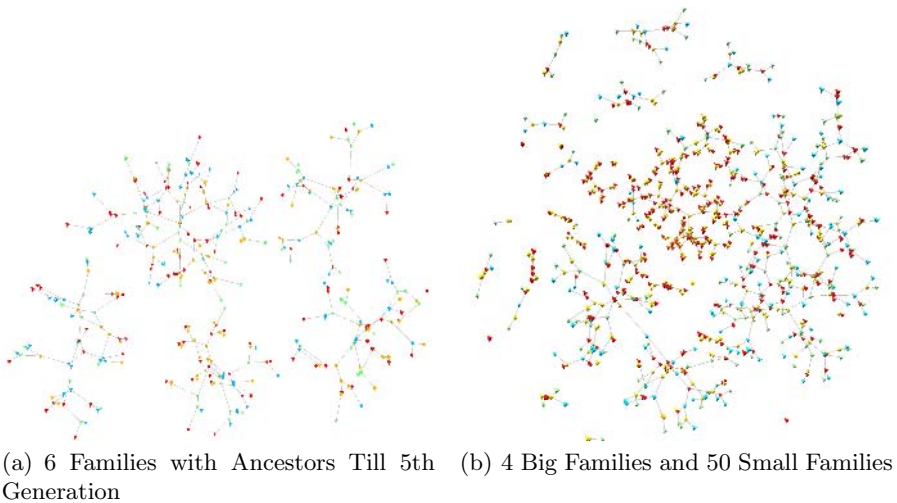 (a) 6 Families with Ancestors Till 5th
Generation
(b) 4 Big Families and 50 Small Families